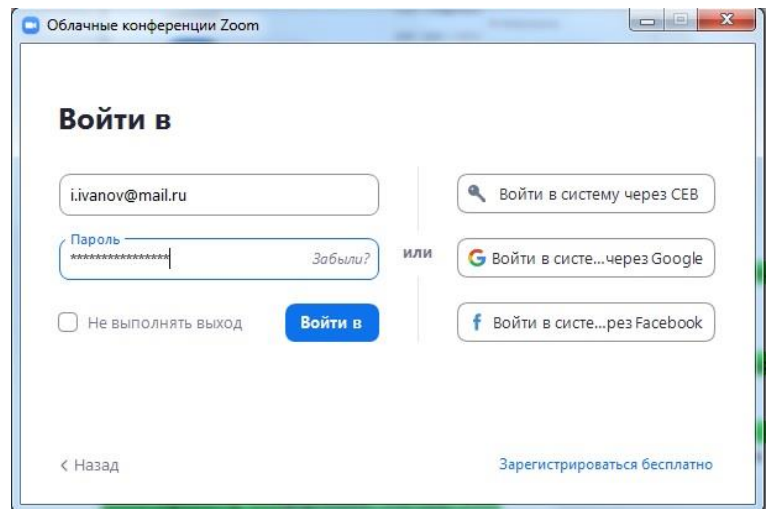 Облачные конференции Zoom
Войти в
i.ivanov@mail.ru
Пароль
*****************
Забыли?
Не выполнять выход
Войти в
или
Войти в систему через СЕВ
Войти в систе...через Google
Войти в систе...рез Facebook
< Назад
Зарегистрироваться бесплатно